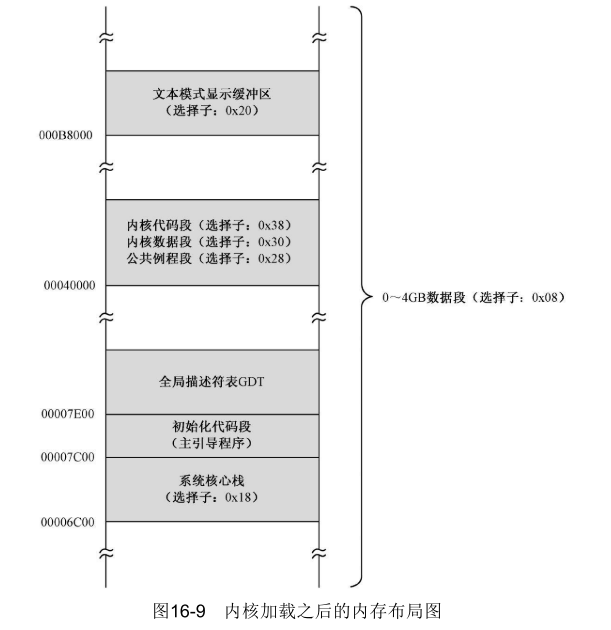 文本模式显示缓冲区
（选择子：0x20）
000B8000
内核代码段（选择子：0x38）
内核数据段（选择子：0x30）
公共例程段（选择子：0x28）
00040000
0～4GB数据段（选择子：0x08）
全局描述符表GDT
00007E00
初始化代码段
（主引导程序）
00007C00
系统核心栈
（选择子：0x18）
00006C00
图16-9 内核加载之后的内存布局图